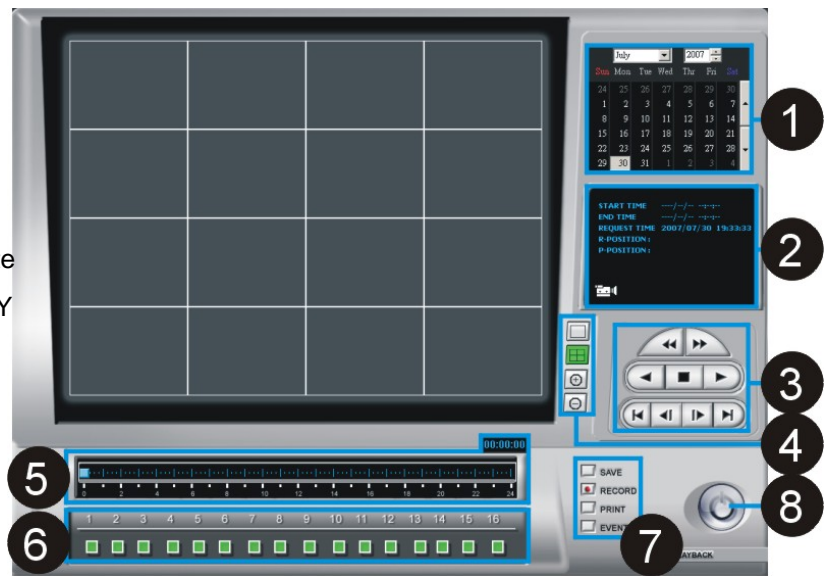 July 2007
Sun Mon Tue Wed Thr Fri Sat
24 25 26 27 28 29 30
1 2 3 4 5 6 7
8 9 10 11 12 13 14
15 16 17 18 19 20 21
22 23 24 25 26 27 28
29 30 31 1 2 3 4
1
START TIME ----/--/-- --:--:--
END TIME ----/--/-- --:--:--
REQUEST TIME 2007/07/30 19:33:33
R-POSITION :
P-POSITION :
2
e
Y
3
4
00:00:00
5
0 2 4 6 8 10 12 14 16 18 20 22 24
6
1 2 3 4 5 6 7 8 9 10 11 12 13 14 15 16
SAVE
RECORD
PRINT
EVENT
7
8